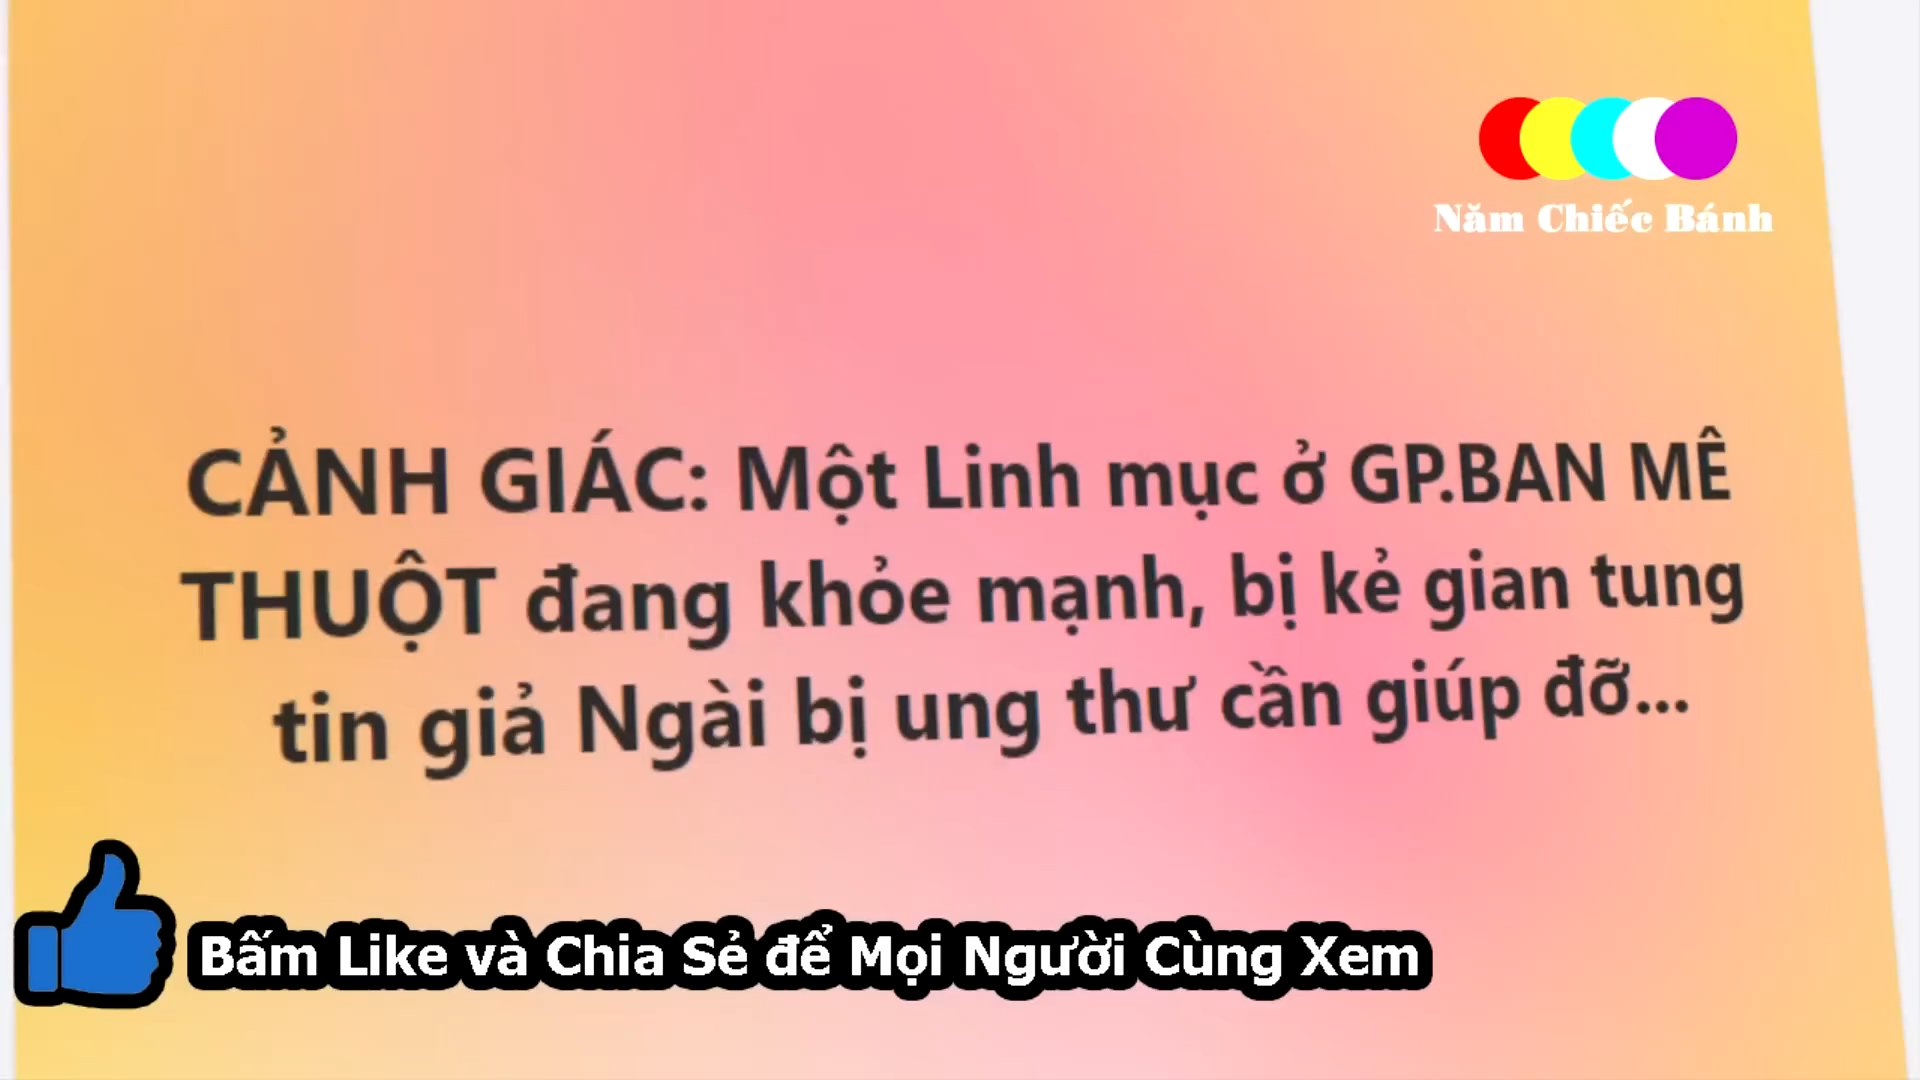 Năm Chiếc Bánh
CẢNH GIÁC: Một Linh mục ở GP.BAN MÊ
THUỘT đang khỏe mạnh, bị kẻ gian tung
tin giả Ngài bị ung thư cần giúp đỡ...
Bấm Like và Chia Sẻ để Mọi Người Cùng Xem